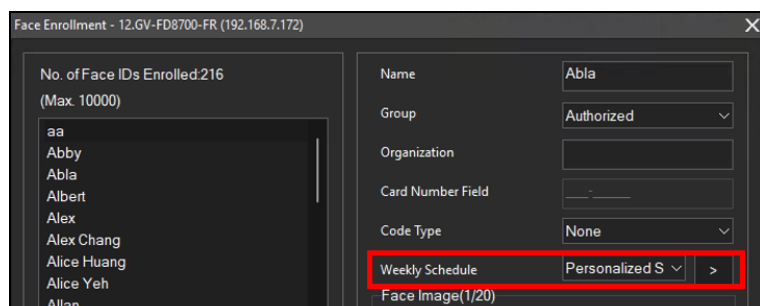 Face Enrollment - 12.GV-FD8700-FR (192.168.7.172)
No. of Face IDs Enrolled:216
(Max. 10000)
aa
Abby
Abla
Albert
Alex
Alex Chang
Alice Huang
Alice Yeh
Allan
Name Abla
Group Authorized
Organization
Card Number Field
Code Type None
Weekly Schedule Personalized S >
Face Image(1/20)